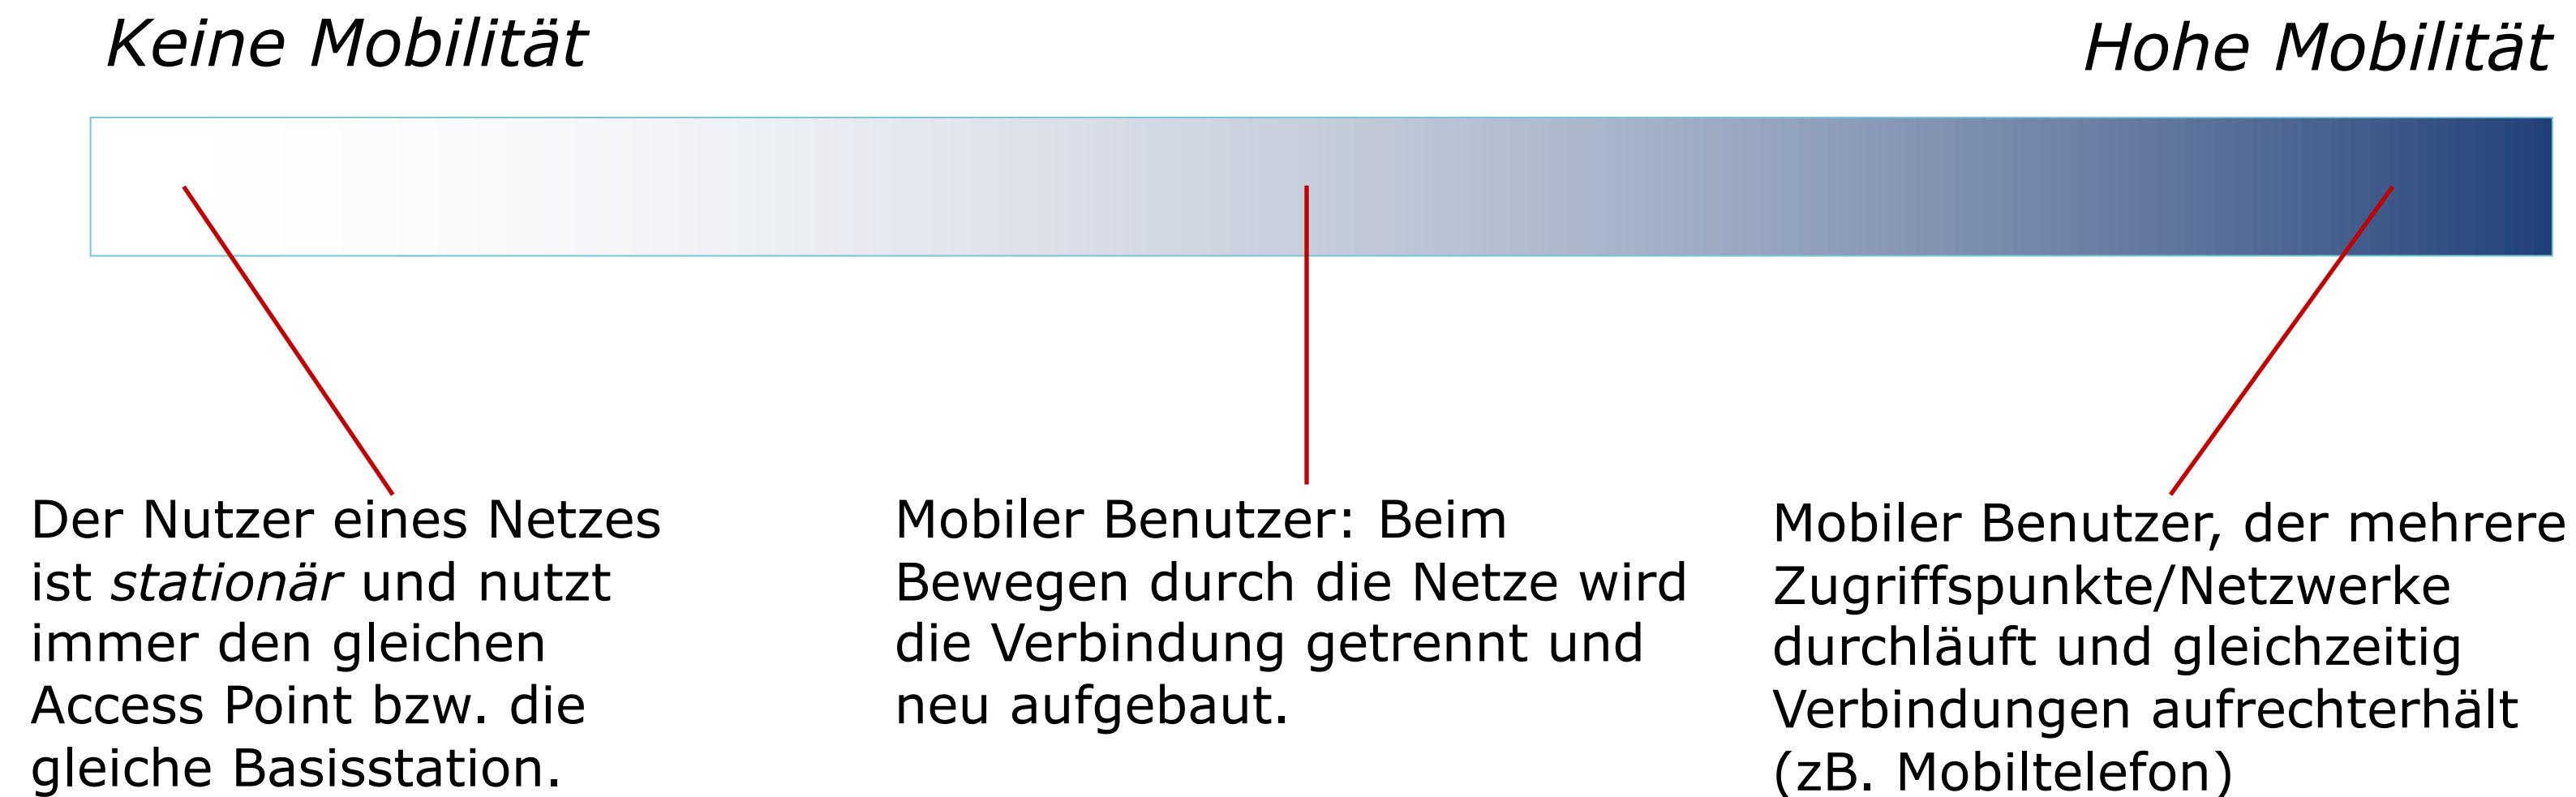 Keine Mobilität
Hohe Mobilität
Der Nutzer eines Netzes
ist stationär und nutzt
immer den gleichen
Access Point bzw. die
gleiche Basisstation.
Mobiler Benutzer: Beim
Bewegen durch die Netze wird
die Verbindung getrennt und
neu aufgebaut.
Mobiler Benutzer, der mehrere
Zugriffspunkte/Netzwerke
durchläuft und gleichzeitig
Verbindungen aufrechterhält
(zB. Mobiltelefon)